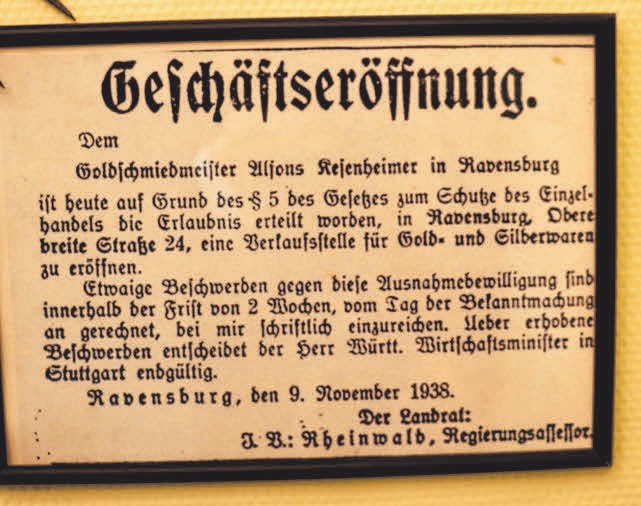 Geschäftseröffnung.
Dem
Goldschmiedmeister Alfons Kesenheimer in Ravensburg
ist heute auf Grund des § 5 des Gesetzes zum Schutze des Einzel-
handels die Erlaubnis erteilt worden, in Ravensburg, Obere
breite Straße 24, eine Verkaufsstelle für Gold- und Silberwaren
zu eröffnen.
Etwaige Beschwerden gegen diese Ausnahmebewilligung sind
innerhalb der Frist von 2 Wochen, vom Tag der Bekanntmachung
an gerechnet, bei mir schriftlich einzureichen. Ueber erhobene
Beschwerden entscheidet der Herr Württ. Wirtschaftsminister in
Stuttgart endgültig.
Ravensburg, den 9. November 1938.
Der Landrat:
J. V.: Rheinwald, Regierungsassessor.